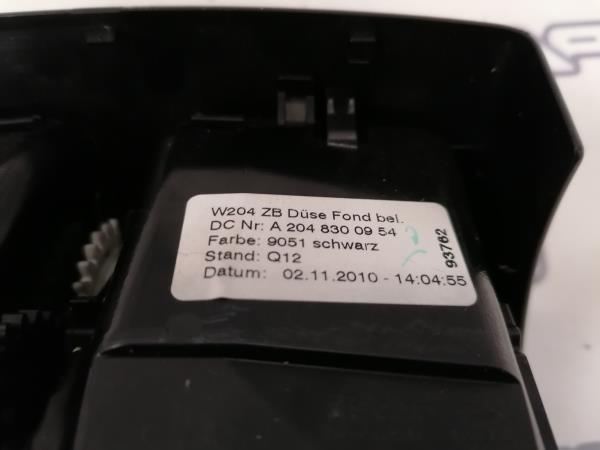 W204 ZB Düse Fond bel.
DC Nr: A 204 830 09 54
Farbe: 9051 schwarz
Stand: Q12
Datum: 02.11.2010 - 14:04:55
93762